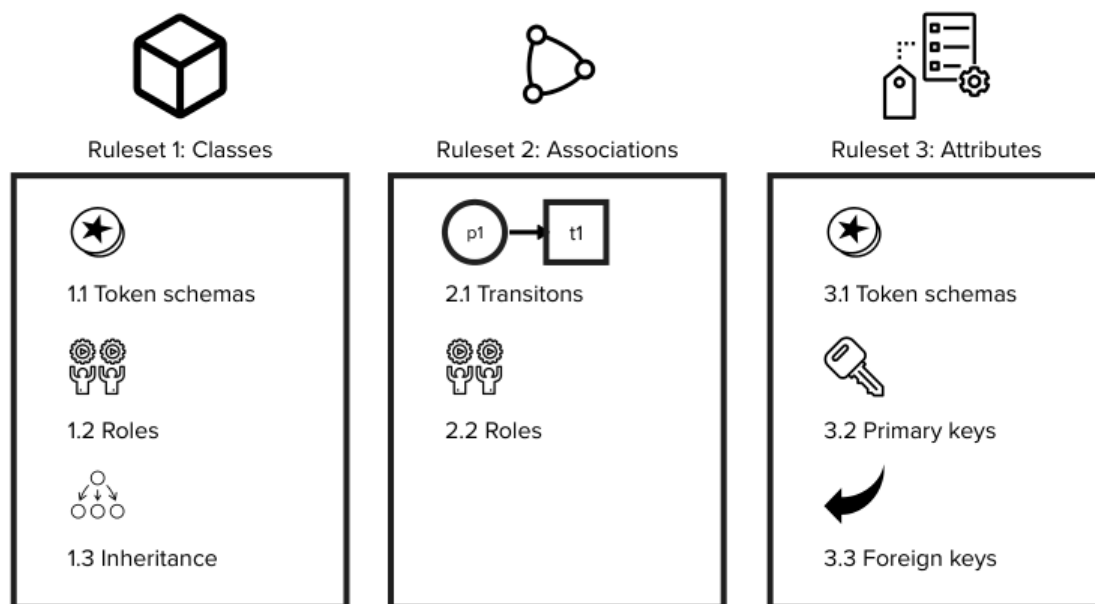 Ruleset 1: Classes
Ruleset 2: Associations
Ruleset 3: Attributes
1.1 Token schemas
1.2 Roles
1.3 Inheritance
p1
t1
2.1 Transitons
2.2 Roles
3.1 Token schemas
3.2 Primary keys
3.3 Foreign keys